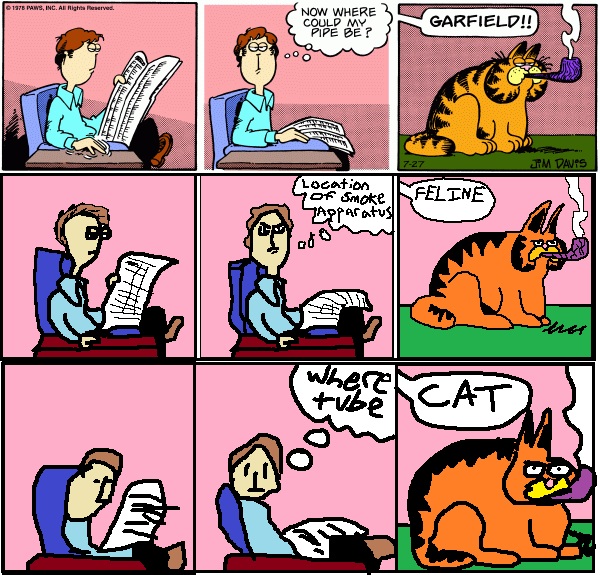 © 1978 PAWS, INC. All Rights Reserved.
NOW WHERE
COULD MY
PIPE BE?
GARFIELD!!
7-27
JIM DAVIS
Location
of Smoke
Apparatus
FELINE
where
tube
CAT